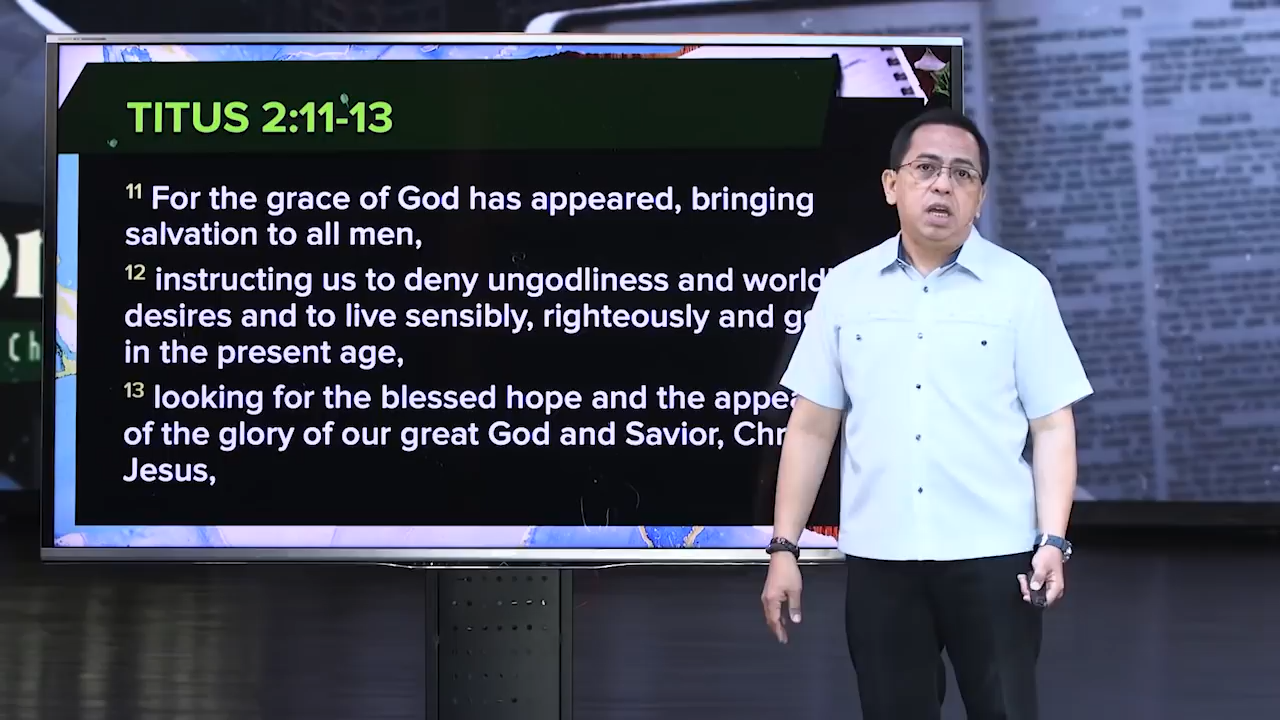 TITUS 2:11-13
11 For the grace of God has appeared, bringing
salvation to all men,
12 instructing us to deny ungodliness and world
desires and to live sensibly, righteously and g
in the present age,
13 looking for the blessed hope and the appea
of the glory of our great God and Savior, Chr
Jesus,
Ch